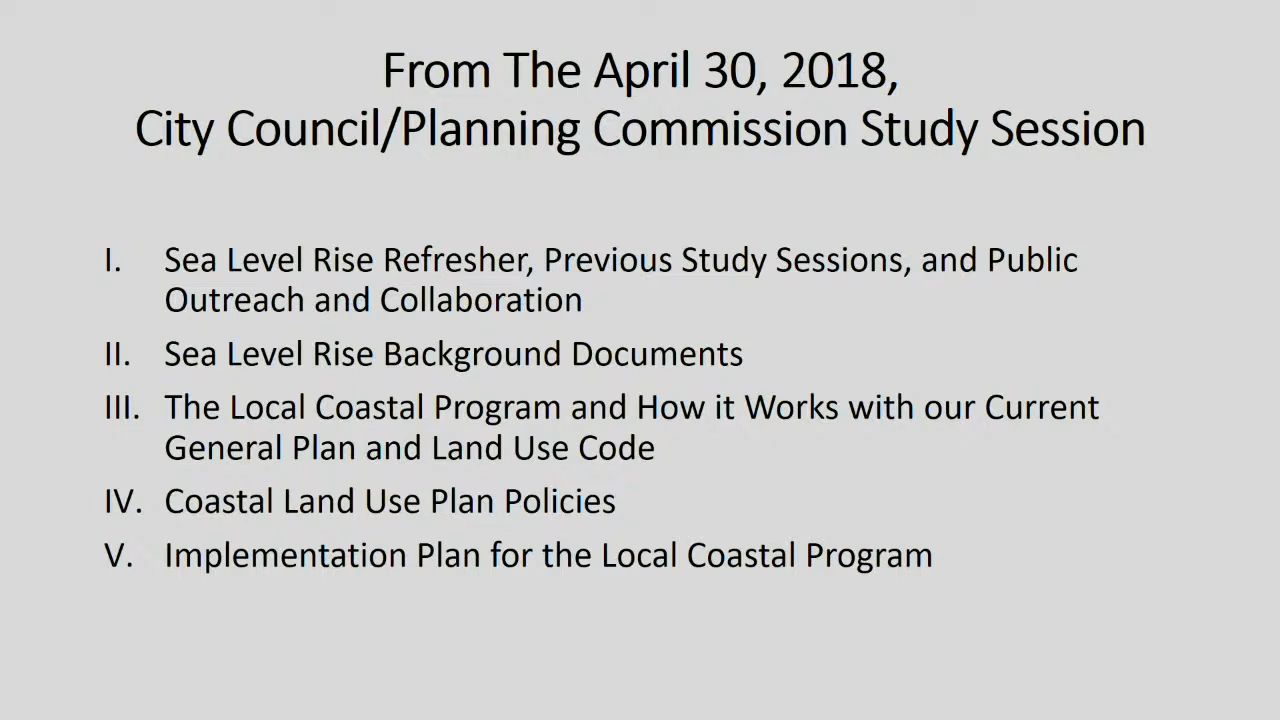 From The April 30, 2018,
City Council/Planning Commission Study Session
I. Sea Level Rise Refresher, Previous Study Sessions, and Public
Outreach and Collaboration
II. Sea Level Rise Background Documents
III. The Local Coastal Program and How it Works with our Current
General Plan and Land Use Code
IV. Coastal Land Use Plan Policies
V. Implementation Plan for the Local Coastal Program